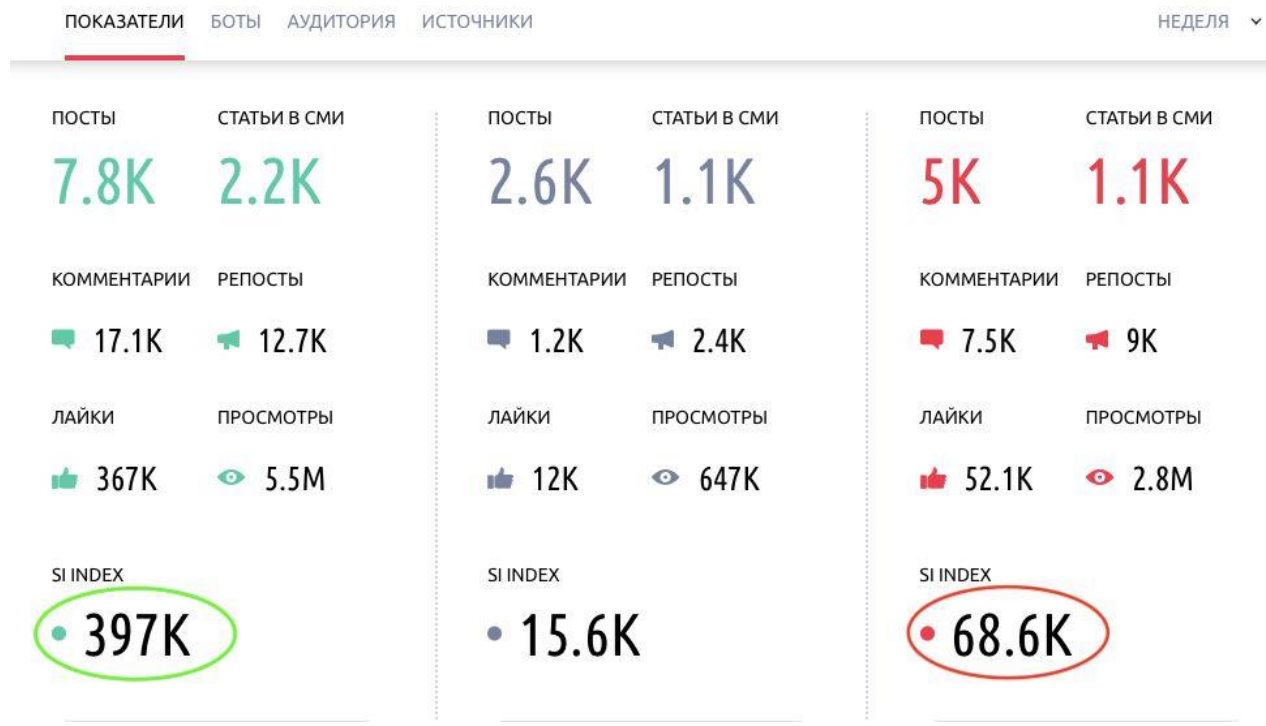 ПОКАЗАТЕЛИ БОТЫ АУДИТОРИЯ ИСТОЧНИКИ НЕДЕЛЯ
ПОСТЫ СТАТЬИ В СМИ
7.8K 2.2K
КОММЕНТАРИИ РЕПОСТЫ
17.1K 12.7K
ЛАЙКИ ПРОСМОТРЫ
367K 5.5M
SI INDEX
397K
ПОСТЫ СТАТЬИ В СМИ
2.6K 1.1K
КОММЕНТАРИИ РЕПОСТЫ
1.2K 2.4K
ЛАЙКИ ПРОСМОТРЫ
12K 647K
SI INDEX
15.6K
ПОСТЫ СТАТЬИ В СМИ
5K 1.1K
КОММЕНТАРИИ РЕПОСТЫ
7.5K 9K
ЛАЙКИ ПРОСМОТРЫ
52.1K 2.8M
SI INDEX
68.6K